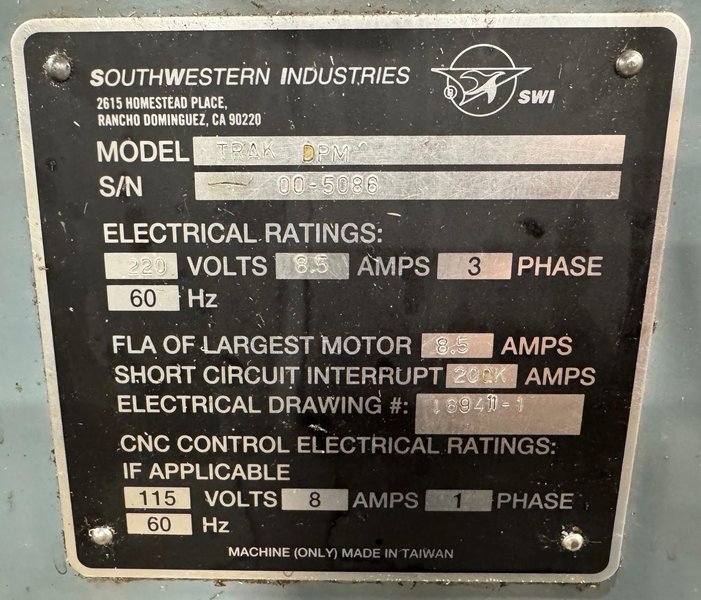 SOUTHWESTERN INDUSTRIES
SWI
2615 HOMESTEAD PLACE,
RANCHO DOMINGUEZ, CA 90220
MODEL TRAK DPM
S/N 00-5086
ELECTRICAL RATINGS:
220 VOLTS 8.5 AMPS 3 PHASE
60 Hz
FLA OF LARGEST MOTOR 8.5 AMPS
SHORT CIRCUIT INTERRUPT 200K AMPS
ELECTRICAL DRAWING #: 16941-1
CNC CONTROL ELECTRICAL RATINGS:
IF APPLICABLE
115 VOLTS 8 AMPS 1 PHASE
60 Hz
MACHINE (ONLY) MADE IN TAIWAN